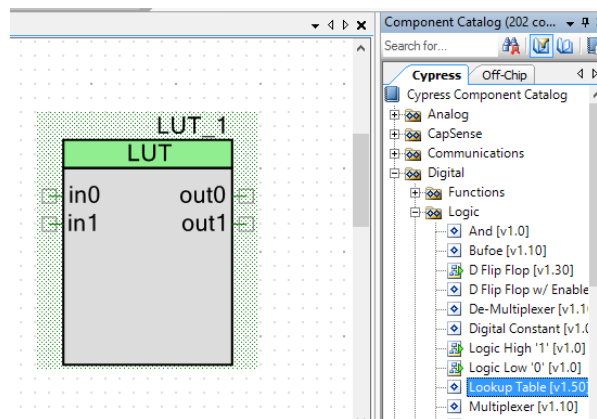 Component Catalog (202 co...
Search for...
Cypress Off-Chip
Cypress Component Catalog
Analog
CapSense
Communications
Digital
Functions
Logic
And [v1.0]
Bufoe [v1.10]
D Flip Flop [v1.30]
D Flip Flop w/ Enable
De-Multiplexer [v1.1
Digital Constant [v1.0
Logic High '1' [v1.0]
Logic Low '0' [v1.0]
Lookup Table [v1.50]
Multiplexer [v1.10]
LUT_1
LUT
in0 out0
in1 out1